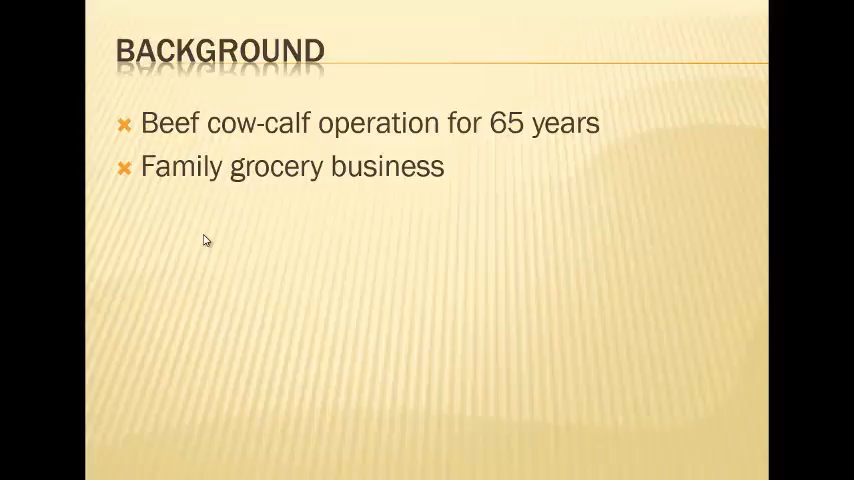 BACKGROUND
Beef cow-calf operation for 65 years
Family grocery business